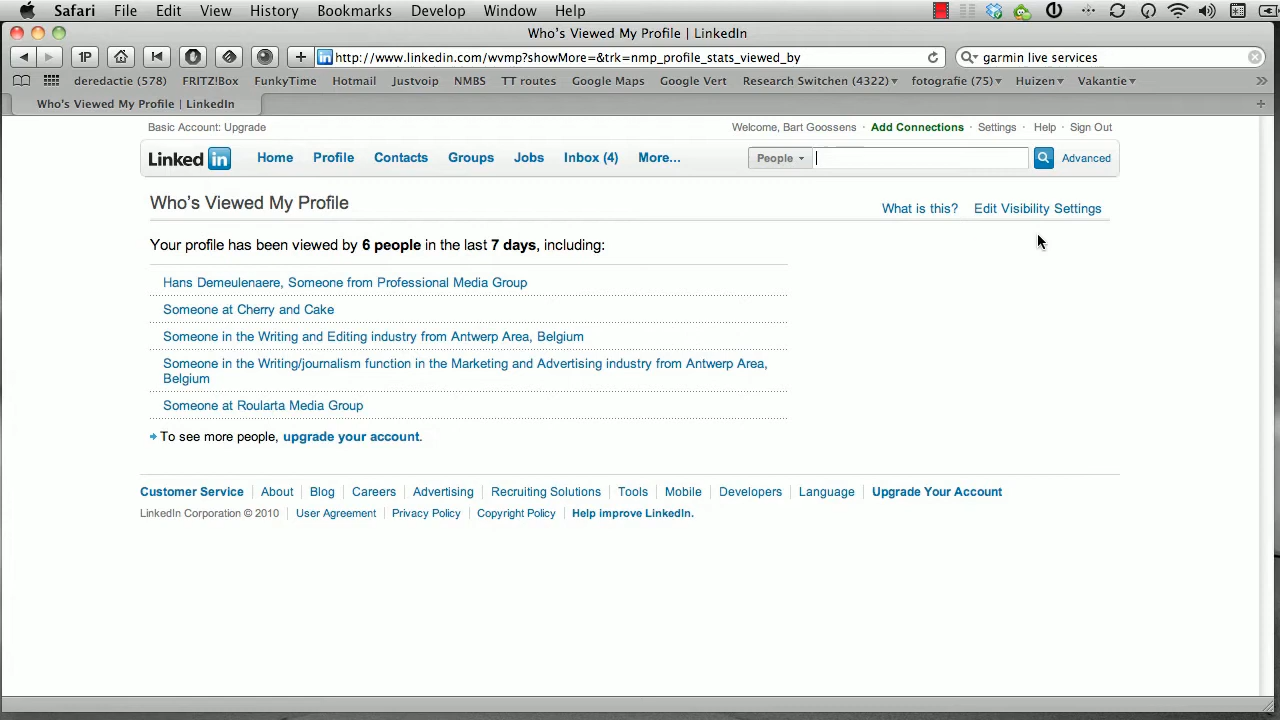 Safari File Edit View History Bookmarks Develop Window Help
Who's Viewed My Profile | LinkedIn
1P http://www.linkedin.com/wvmp?showMore=&trk=nmp_profile_stats_viewed_by garmin live services
deredactie (578) FRITZ!Box FunkyTime Hotmail Justvoip NMBS TT routes Google Maps Google Vert Research Switchen (4322) fotografie (75) Huizen Vakantie
Who's Viewed My Profile | LinkedIn
Basic Account: Upgrade Welcome, Bart Goossens · Add Connections · Settings · Help · Sign Out
Linked in Home Profile Contacts Groups Jobs Inbox (4) More... People Advanced
Who's Viewed My Profile What is this? Edit Visibility Settings
Your profile has been viewed by 6 people in the last 7 days, including:
Hans Demeulenaere, Someone from Professional Media Group
Someone at Cherry and Cake
Someone in the Writing and Editing industry from Antwerp Area, Belgium
Someone in the Writing/journalism function in the Marketing and Advertising industry from Antwerp Area,
Belgium
Someone at Roularta Media Group
To see more people, upgrade your account.
Customer Service About Blog Careers Advertising Recruiting Solutions Tools Mobile Developers Language Upgrade Your Account
LinkedIn Corporation © 2010 User Agreement Privacy Policy Copyright Policy Help improve LinkedIn.